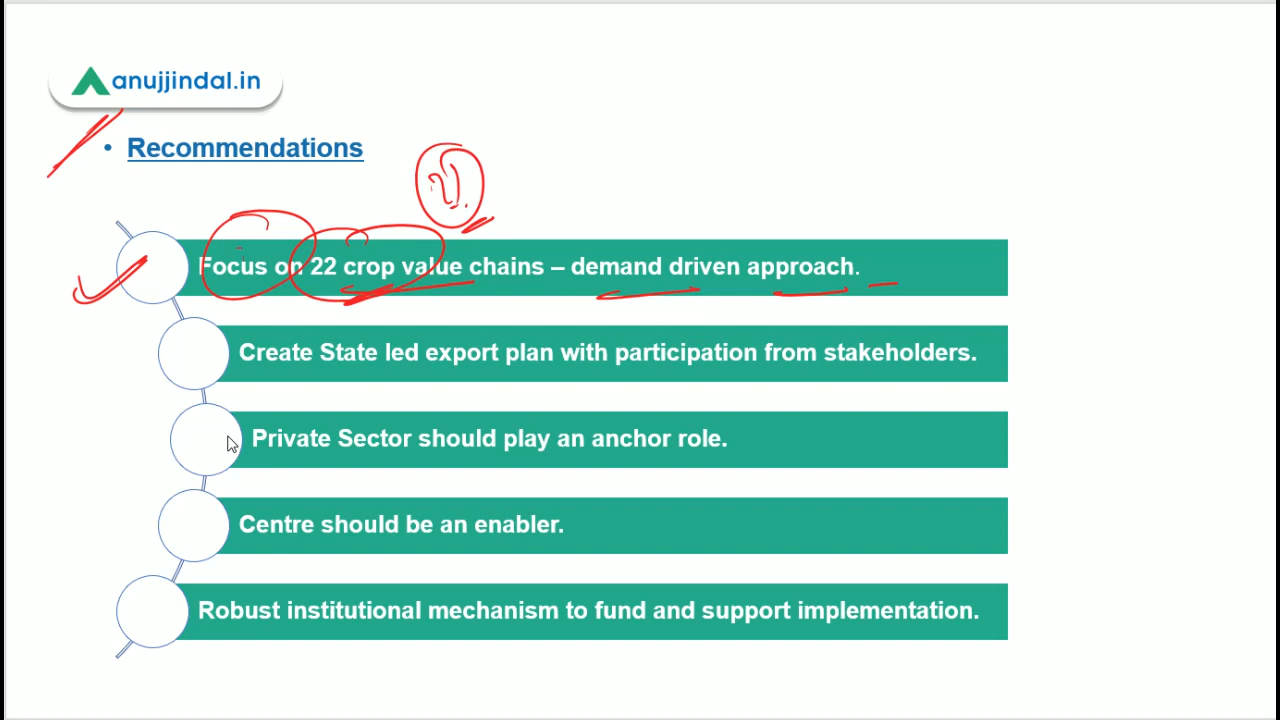 anujjindal.in
• Recommendations
Focus on 22 crop value chains – demand driven approach.
Create State led export plan with participation from stakeholders.
Private Sector should play an anchor role.
Centre should be an enabler.
Robust institutional mechanism to fund and support implementation.